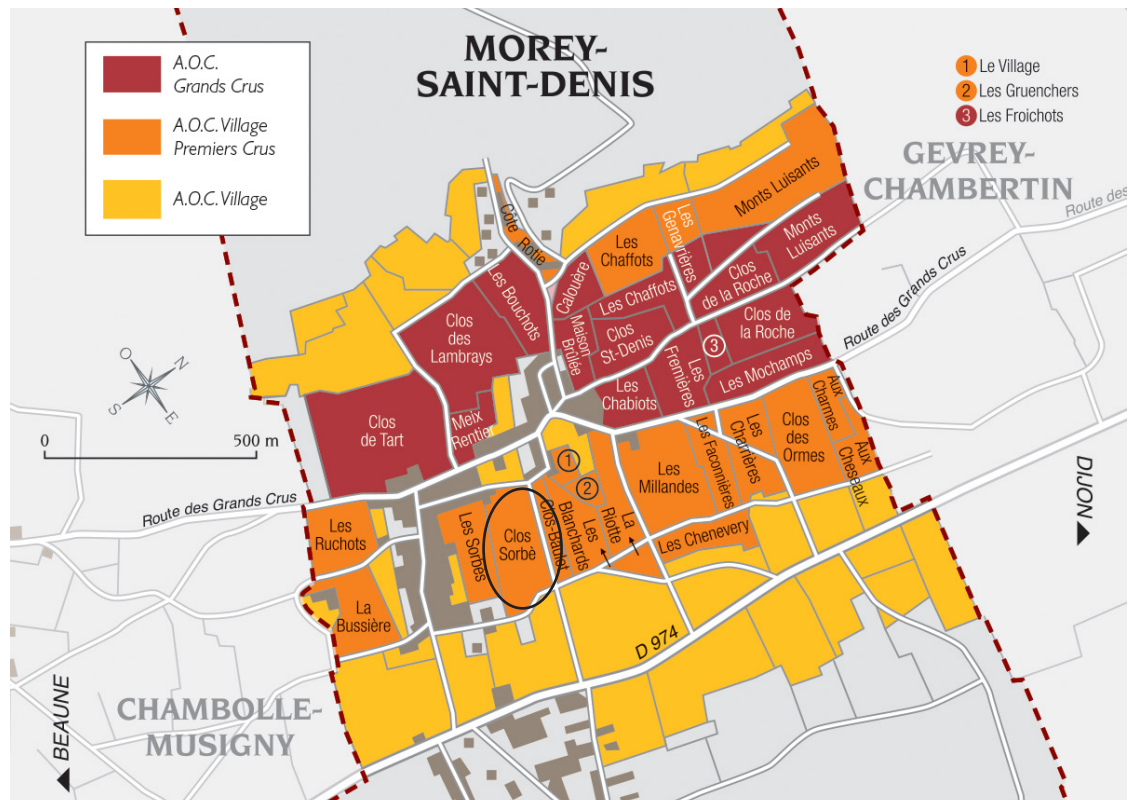 MOREY-
SAINT-DENIS
A.O.C.
Grands Crus
A.O.C. Village
Premiers Crus
A.O.C. Village
1 Le Village
2 Les Gruenchers
3 Les Froichots
GEVREY-
CHAMBERTIN
Route des
Route des Grands Crus
Côte Rotie
Monts Luisants
Les
Genavrières
Les
Chaffots
Monts
Luisants
Calouère
Les Bouchots
Les Chaffots
Clos
de la Roche
Maison
Brûlée
Clos
St-Denis
Clos de
la Roche
3
Clos
des
Lambrays
Les
Fremières
Les Mochamps
Les
Chabiots
Meix
Rentier
Clos
de Tart
O
N
S
E
0
500 m
Aux
Charmes
Clos
des
Ormes
Les
Charrières
Les Faconnières
Aux
Cheseaux
Les
Millandes
1
2
La
Riotte
Les
Blanchards
Clos-Baulet
Clos
Sorbè
Les Sorbes
Les Chenevery
Route des Grands Crus
Les
Ruchots
La
Bussière
D 974
DIJON
CHAMBOLLE-
MUSIGNY
BEAUNE